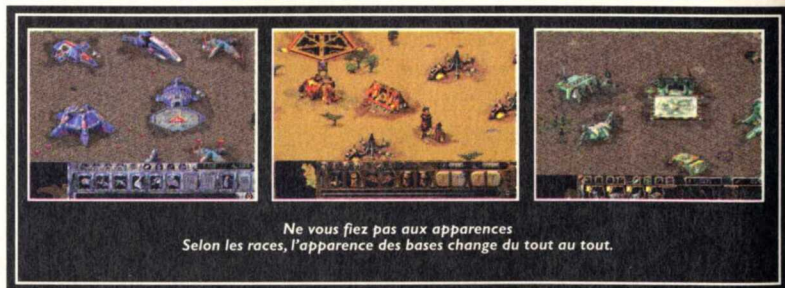 Ne vous fiez pas aux apparences
Selon les races, l'apparence des bases change du tout au tout.